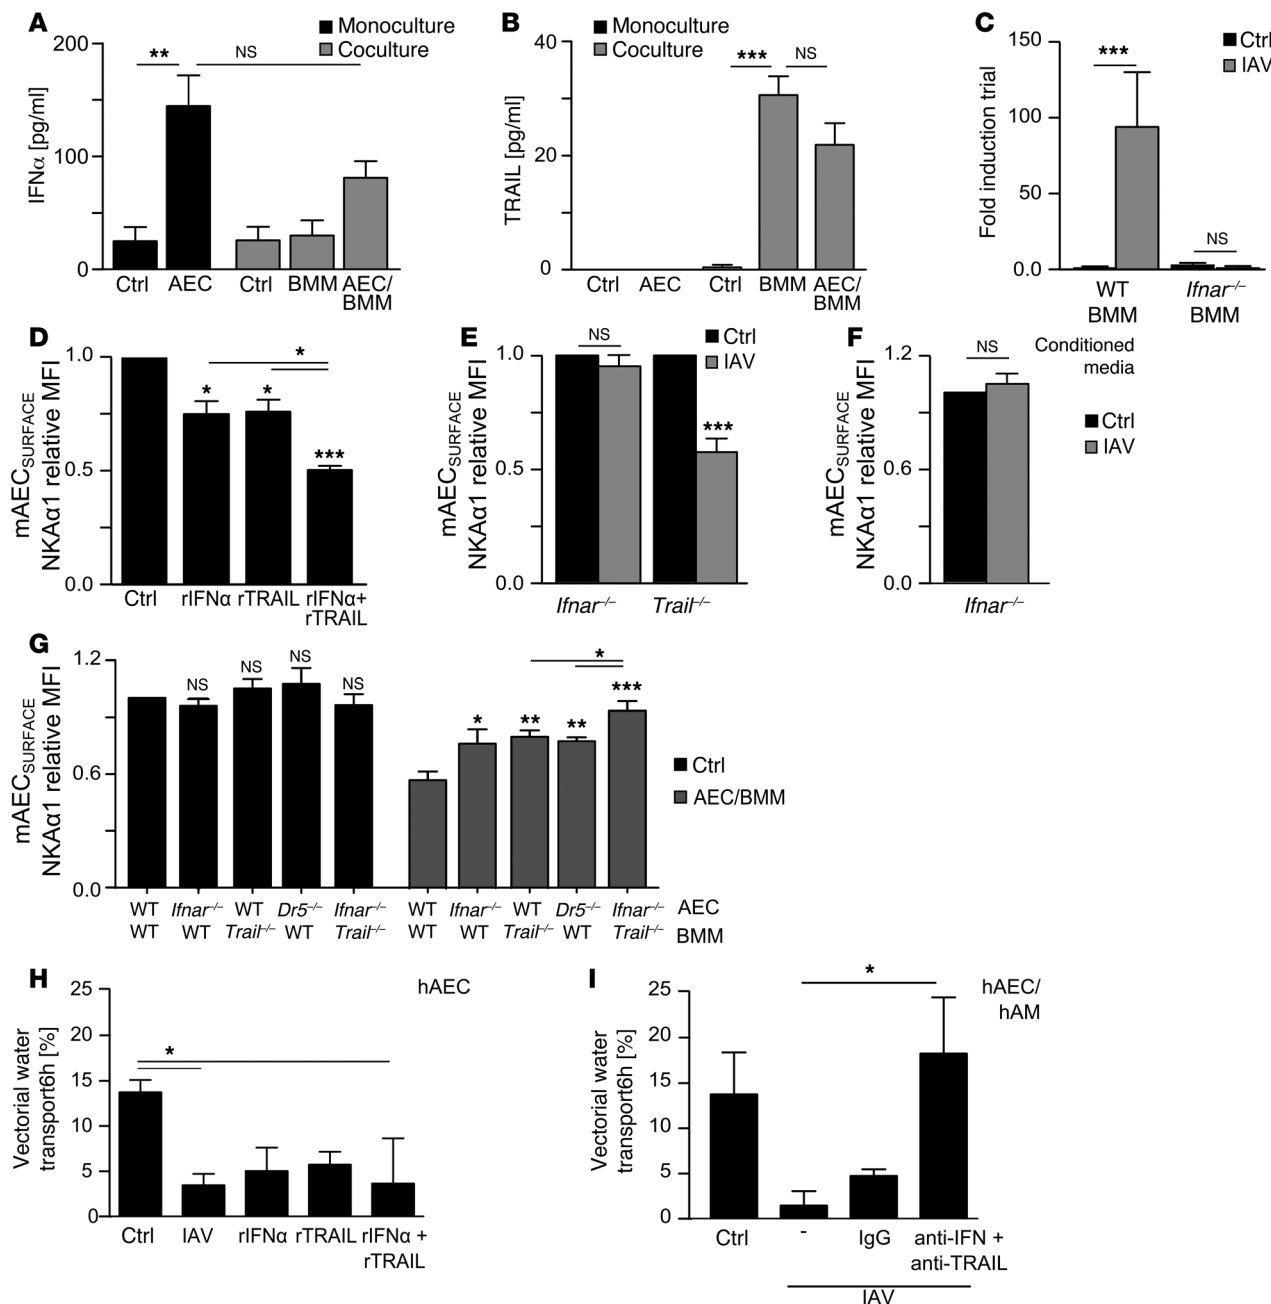 A
Monoculture
Coculture
IFNα [pg/ml]
200
100
0
**
NS
Ctrl AEC Ctrl BMM AEC/
BMM
B
Monoculture
Coculture
TRAIL [pg/ml]
40
20
0
*** NS
Ctrl AEC Ctrl BMM AEC/
BMM
C
Ctrl
IAV
Fold induction trial
150
100
50
0.0
***
NS
WT Ifnar–/–
BMM BMM
D
mAECSURFACE
NKAα1 relative MFI
1.0
0.5
0.0
*
* *
***
Ctrl rIFNα rTRAIL rIFNα+
rTRAIL
E
Ctrl
IAV
mAECSURFACE
NKAα1 relative MFI
1.0
0.5
0.0
NS
***
Ifnar–/– Trail–/–
F
Conditioned
media
Ctrl
IAV
mAECSURFACE
NKAα1 relative MFI
1.2
0.6
0.0
NS
Ifnar–/–
G
mAECSURFACE
NKAα1 relative MFI
1.2
0.6
0.0
NS NS NS NS
*
* ** ** ***
Ctrl
AEC/BMM
WT Ifnar–/– WT Dr5–/– Ifnar–/– WT Ifnar–/– WT Dr5–/– Ifnar–/– AEC
WT WT Trail–/– WT Trail–/– WT WT Trail–/– WT Trail–/– BMM
H
hAEC
Vectorial water
transport6h [%]
25
20
15
10
5
0
*
Ctrl IAV rIFNα rTRAIL rIFNα +
rTRAIL
I
hAEC/
hAM
Vectorial water
transport6h [%]
25
20
15
10
5
0
*
Ctrl - IgG anti-IFN +
anti-TRAIL
IAV